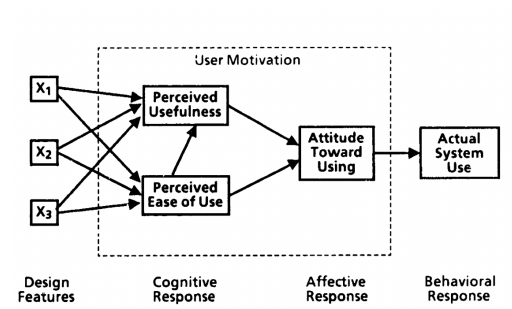 User Motivation
X1
X2
X3
Perceived
Usefulness
Perceived
Ease of Use
Attitude
Toward
Using
Actual
System
Use
Design
Features
Cognitive
Response
Affective
Response
Behavioral
Response